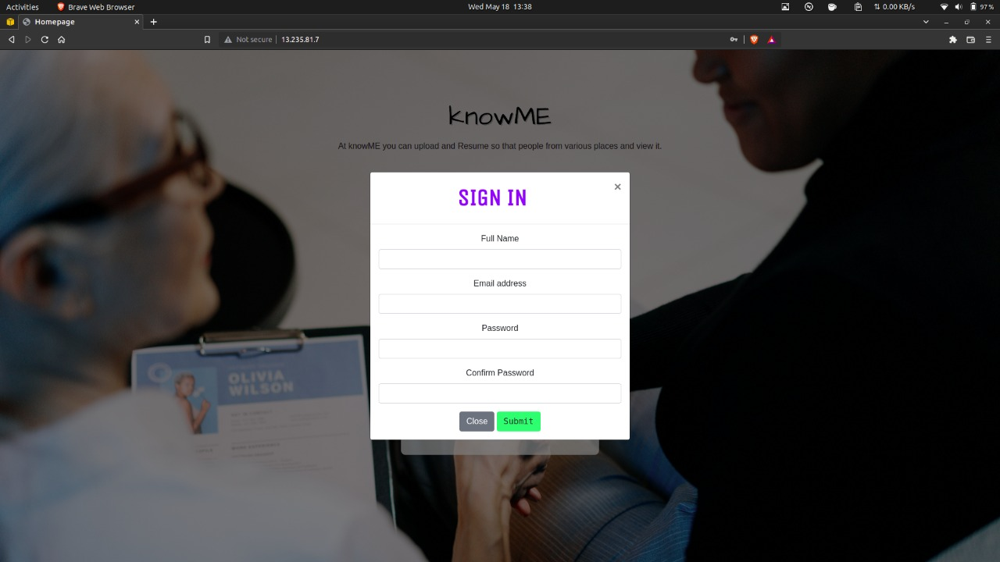 Activities
Brave Web Browser
Wed May 18 13:38
0.00 KB/s
97 %
Homepage
Not secure
13.235.81.7
knowME
At knowME you can upload and Resume so that people from various places and view it.
SIGN IN
×
Full Name
Email address
Password
Confirm Password
Close
Submit
OLIVIA
WILSON